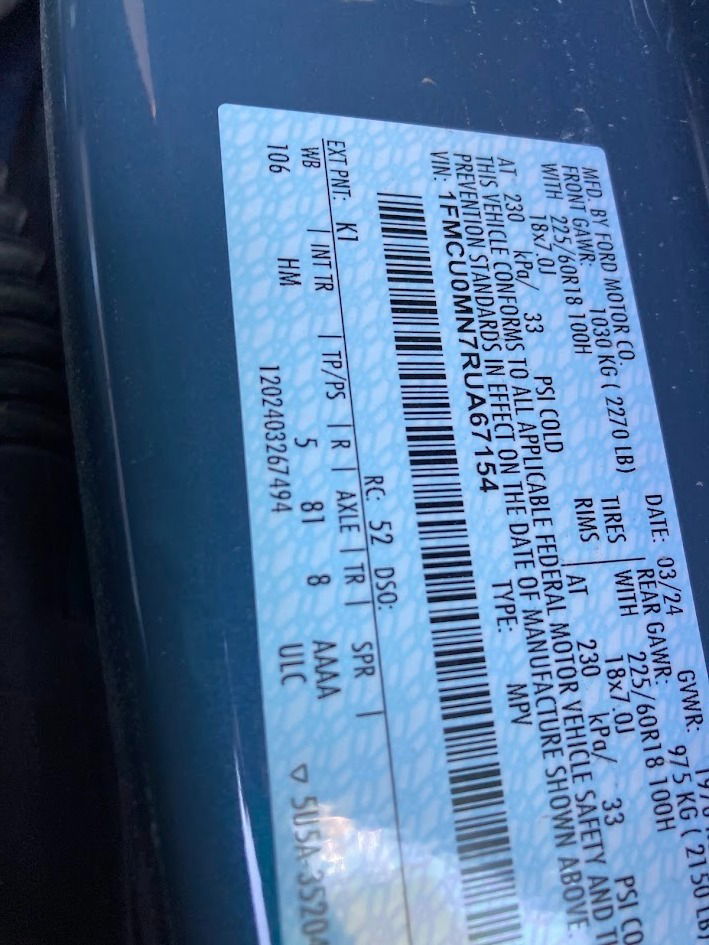 MFD. BY FORD MOTOR CO.
DATE: 03/24 GVWR:
FRONT GAWR: 1030 KG ( 2270 LB) REAR GAWR: 975 KG ( 2150 LB)
WITH 225/60R18 100H TIRES WITH 225/60R18 100H
18x7.0J RIMS 18x7.0J
AT 230 kPa/ 33 PSI COLD AT 230 kPa/ 33 PSI
THIS VEHICLE CONFORMS TO ALL APPLICABLE FEDERAL MOTOR VEHICLE SAFETY AND
PREVENTION STANDARDS IN EFFECT ON THE DATE OF MANUFACTURE SHOWN ABOVE.
VIN: 1FMCU0MN7RUA67154 TYPE: MPV
EXT PNT: K1 RC: 52 DSO:
WB | INT TR | TP/PS | R | AXLE | TR | SPR |
106 HM 5 81 8 AAAA
1202403267494 ULC ▽ 5U5A-3520